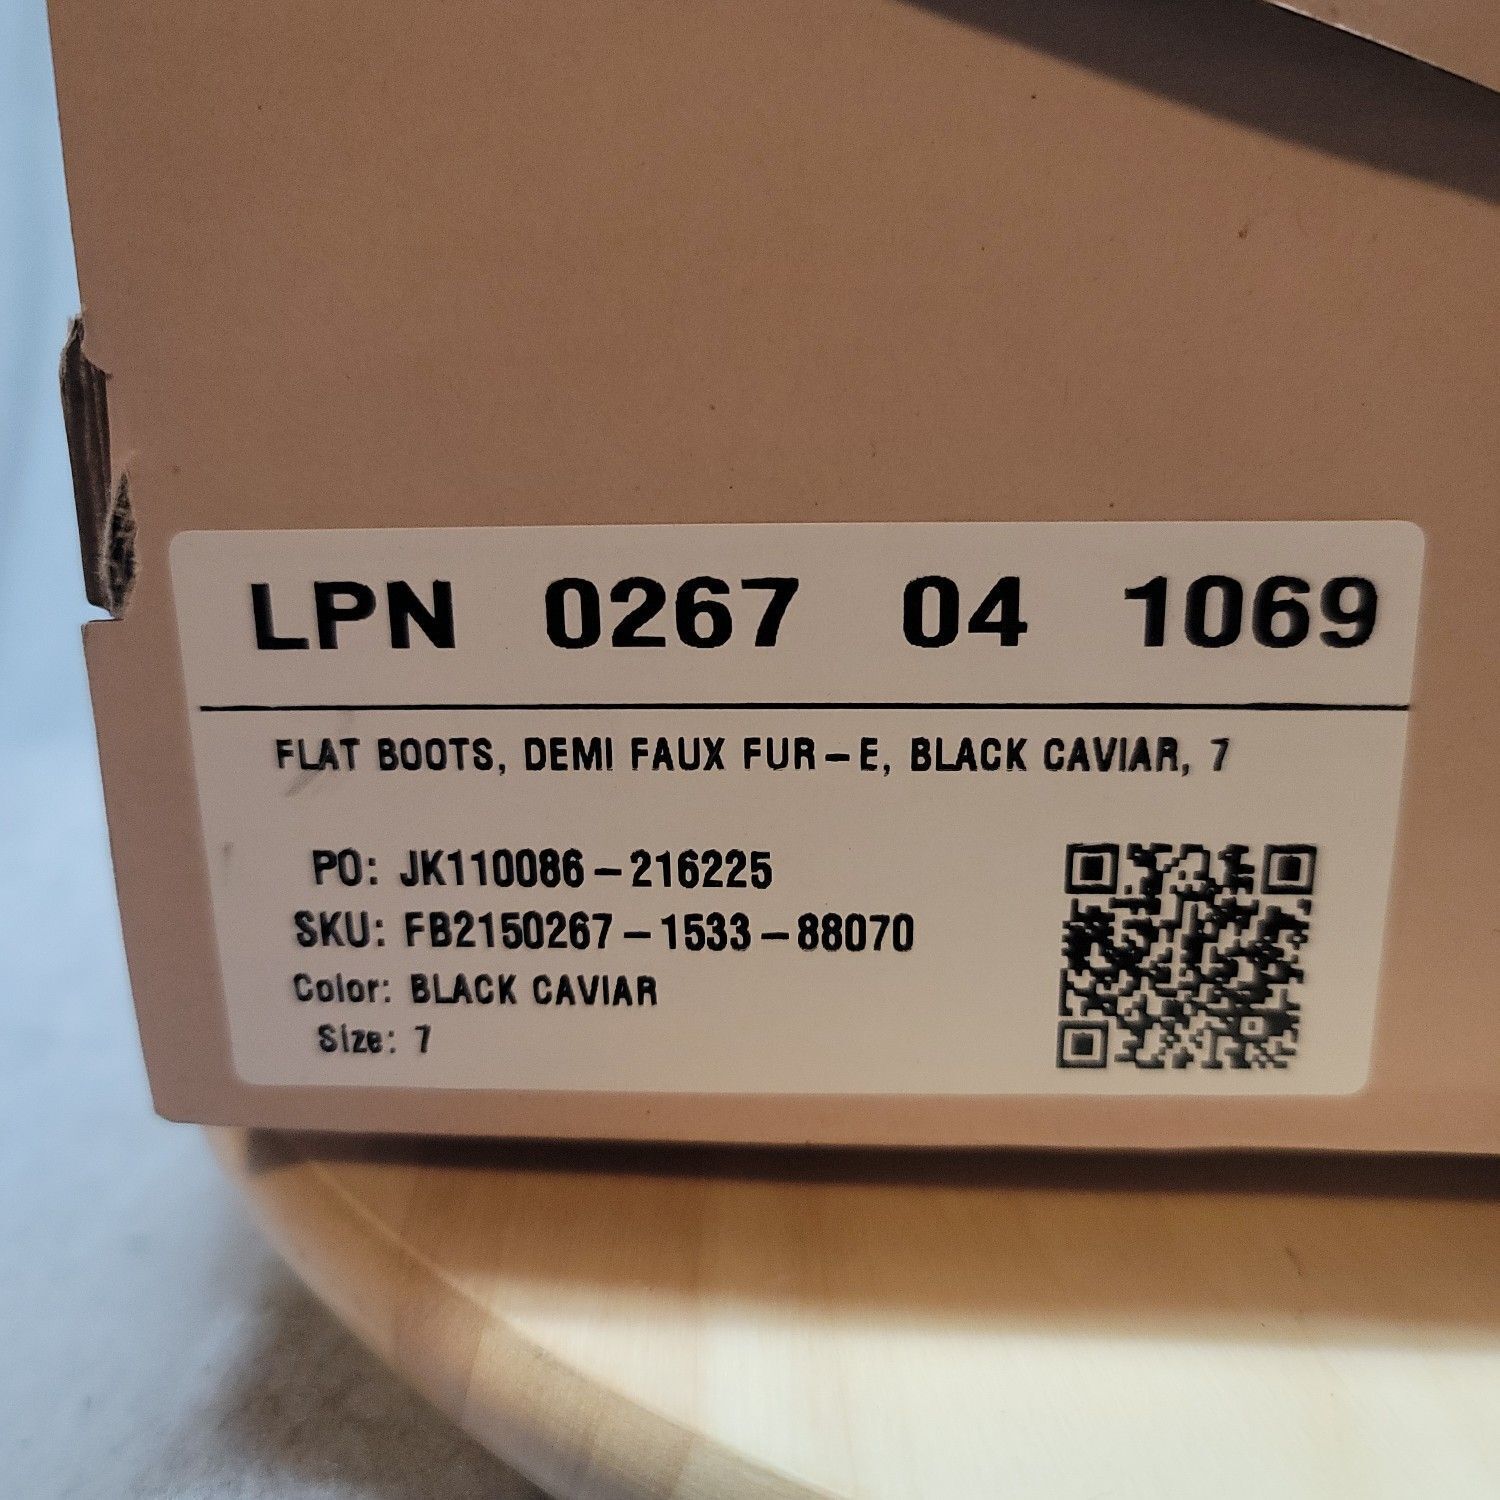 LPN 0267 04 1069
FLAT BOOTS, DEMI FAUX FUR-E, BLACK CAVIAR, 7
PO: JK110086-216225
SKU: FB2150267-1533-88070
Color: BLACK CAVIAR
Size: 7